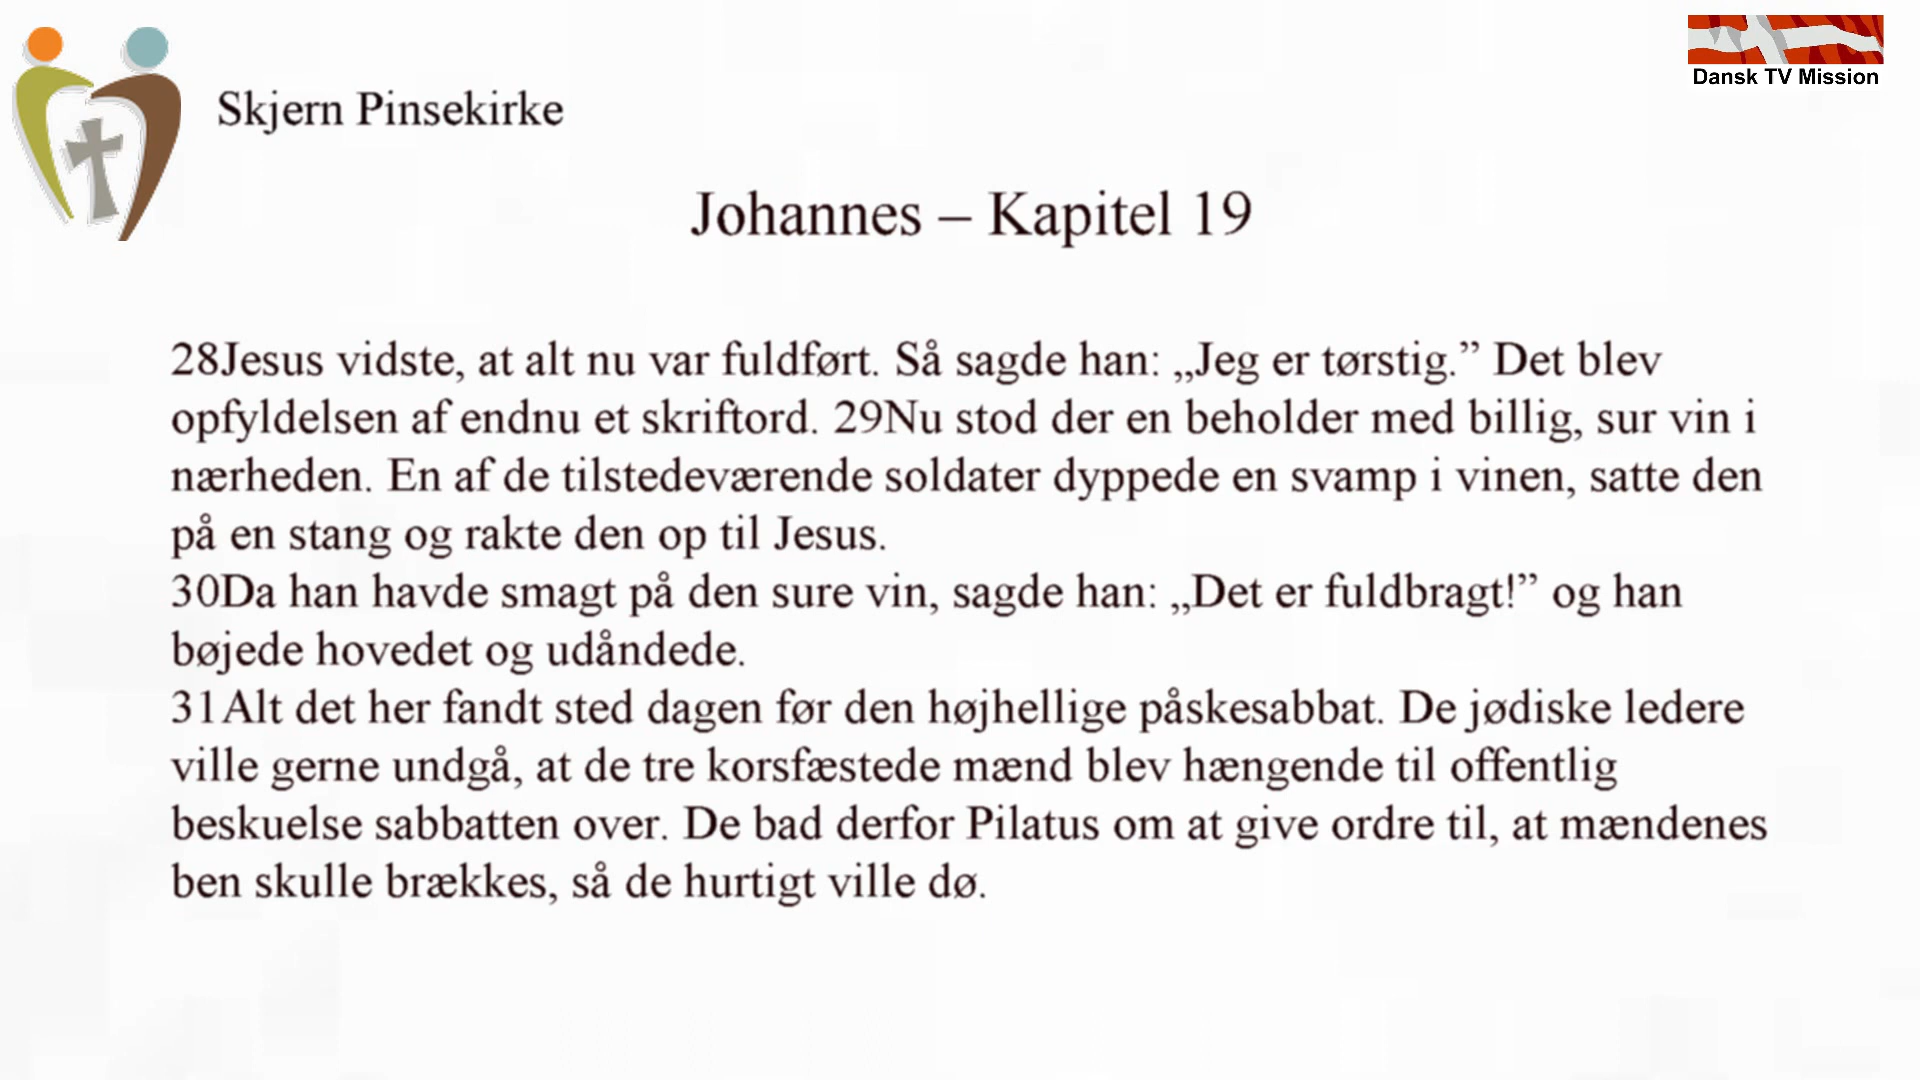 Dansk TV Mission
Skjern Pinsekirke
Johannes – Kapitel 19
28Jesus vidste, at alt nu var fuldført. Så sagde han: „Jeg er tørstig.” Det blev
opfyldelsen af endnu et skriftord. 29Nu stod der en beholder med billig, sur vin i
nærheden. En af de tilstedeværende soldater dyppede en svamp i vinen, satte den
på en stang og rakte den op til Jesus.
30Da han havde smagt på den sure vin, sagde han: „Det er fuldbragt!” og han
bøjede hovedet og udåndede.
31Alt det her fandt sted dagen før den højhellige påskesabbat. De jødiske ledere
ville gerne undgå, at de tre korsfæstede mænd blev hængende til offentlig
beskuelse sabbatten over. De bad derfor Pilatus om at give ordre til, at mændenes
ben skulle brækkes, så de hurtigt ville dø.